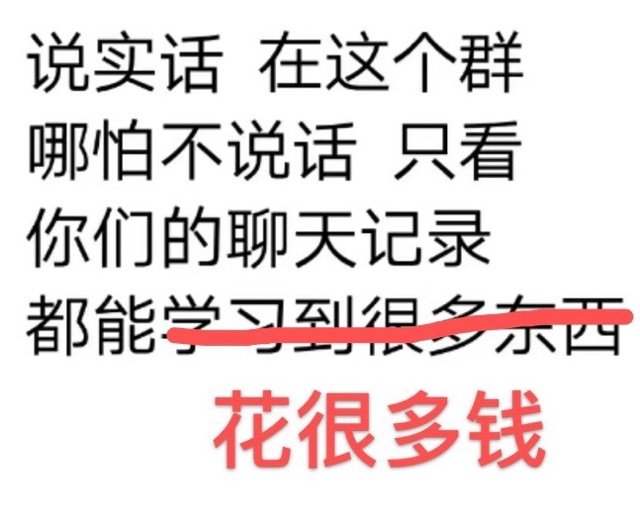 说实话 在这个群
哪怕不说话 只看
你们的聊天记录
都能学习到很多东西
花很多钱